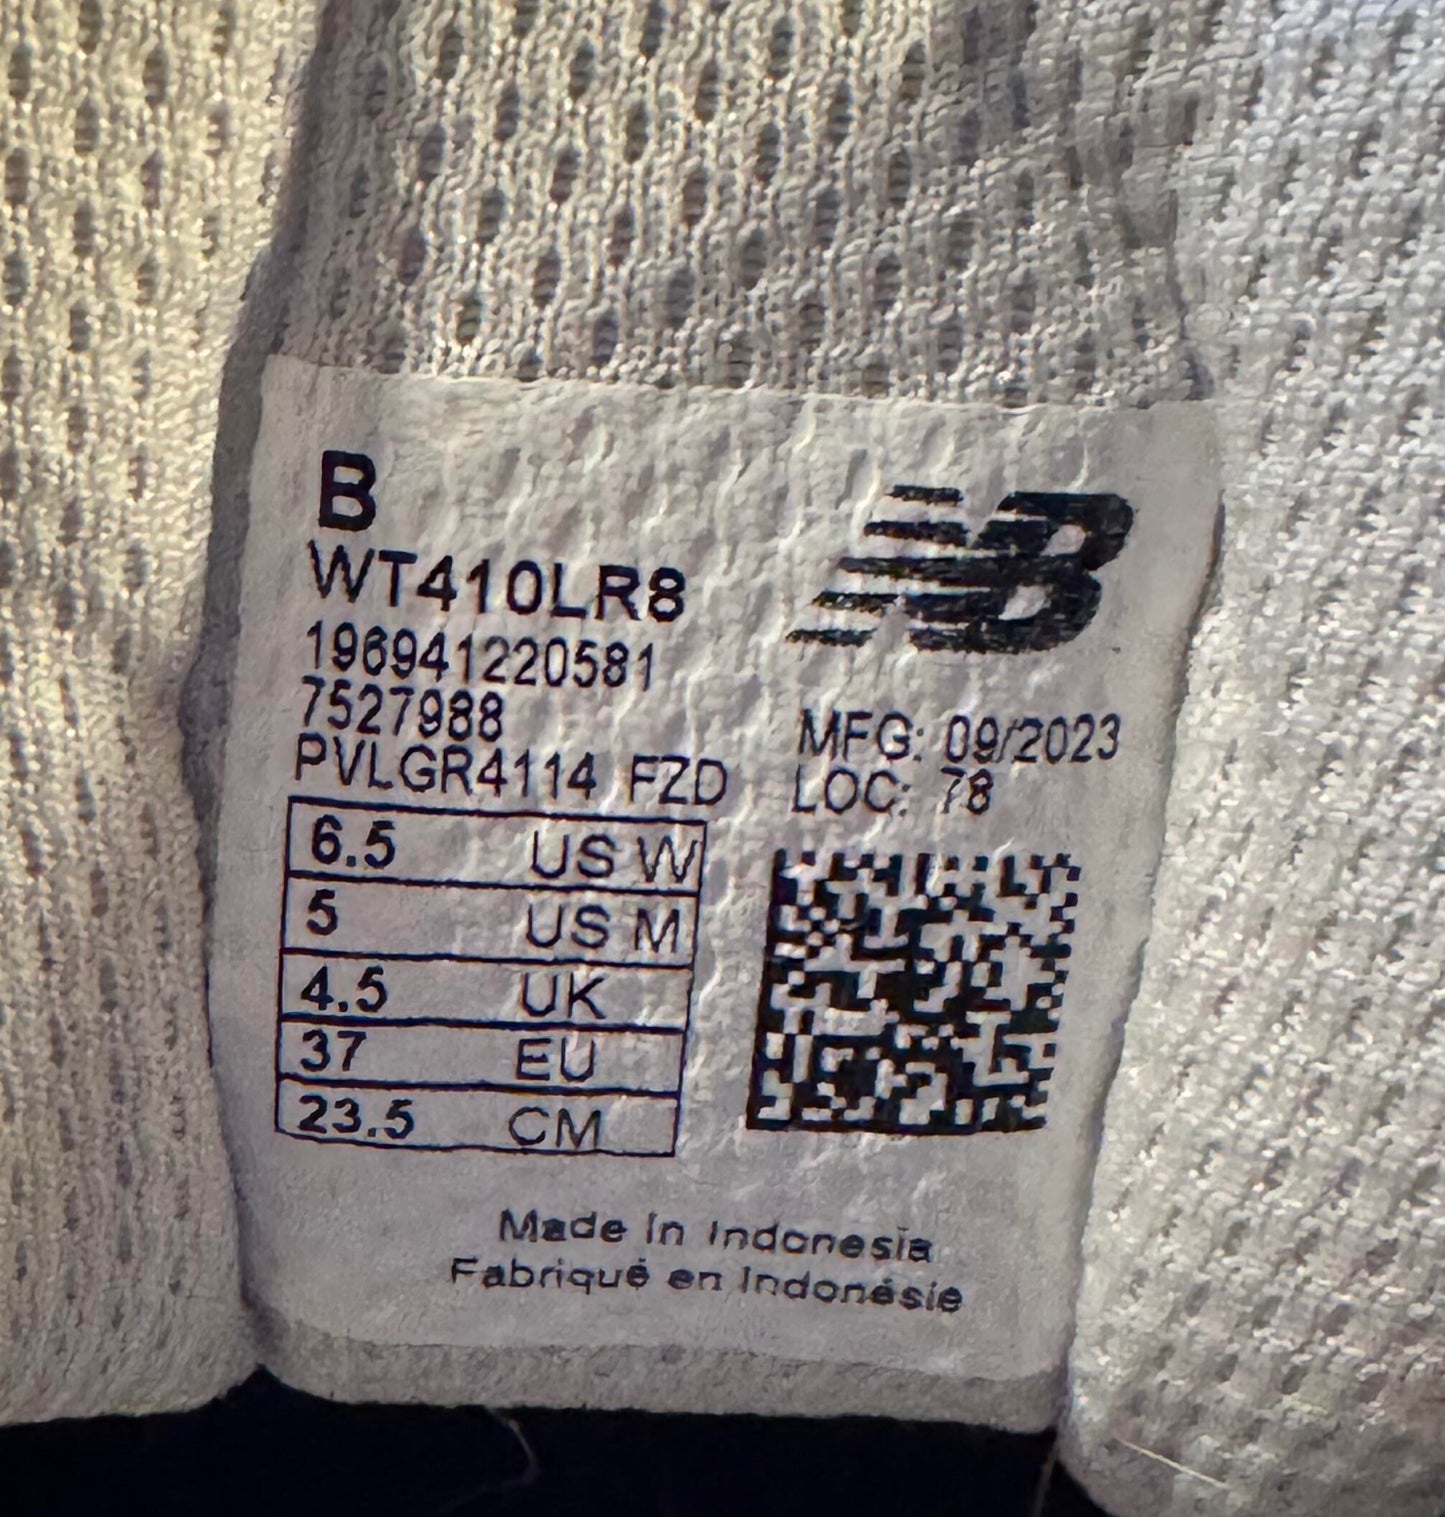 B
WT410LR8
196941220581
7527988
PVLGR4114 FZD
NB
MFG: 09/2023
LOC: 78
6.5 US W
5 US M
4.5 UK
37 EU
23.5 CM
Made in Indonesia
Fabriqué en Indonésie